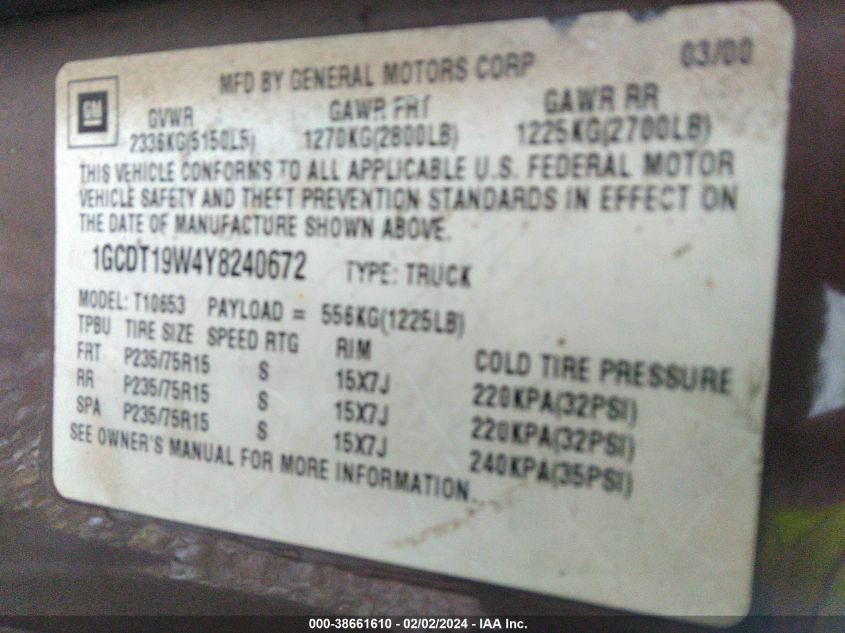 MFD BY GENERAL MOTORS CORP 03/00
GM
GVWR GAWR FRT GAWR RR
2336KG(5150LS) 1270KG(2800LB) 1225KG(2700LB)
THIS VEHICLE CONFORMS TO ALL APPLICABLE U.S. FEDERAL MOTOR
VEHICLE SAFETY AND THEFT PREVENTION STANDARDS IN EFFECT ON
THE DATE OF MANUFACTURE SHOWN ABOVE.
1GCDT19W4Y8240672 TYPE: TRUCK
MODEL: T10653 PAYLOAD = 556KG(1225LB)
TPBU TIRE SIZE SPEED RTG RIM COLD TIRE PRESSURE
FRT P235/75R15 S 15X7J 220KPA(32PSI)
RR P235/75R15 S 15X7J 220KPA(32PSI)
SPA P235/75R15 S 15X7J 240KPA(35PSI)
SEE OWNER'S MANUAL FOR MORE INFORMATION.
000-38661610 - 02/02/2024 - IAA Inc.